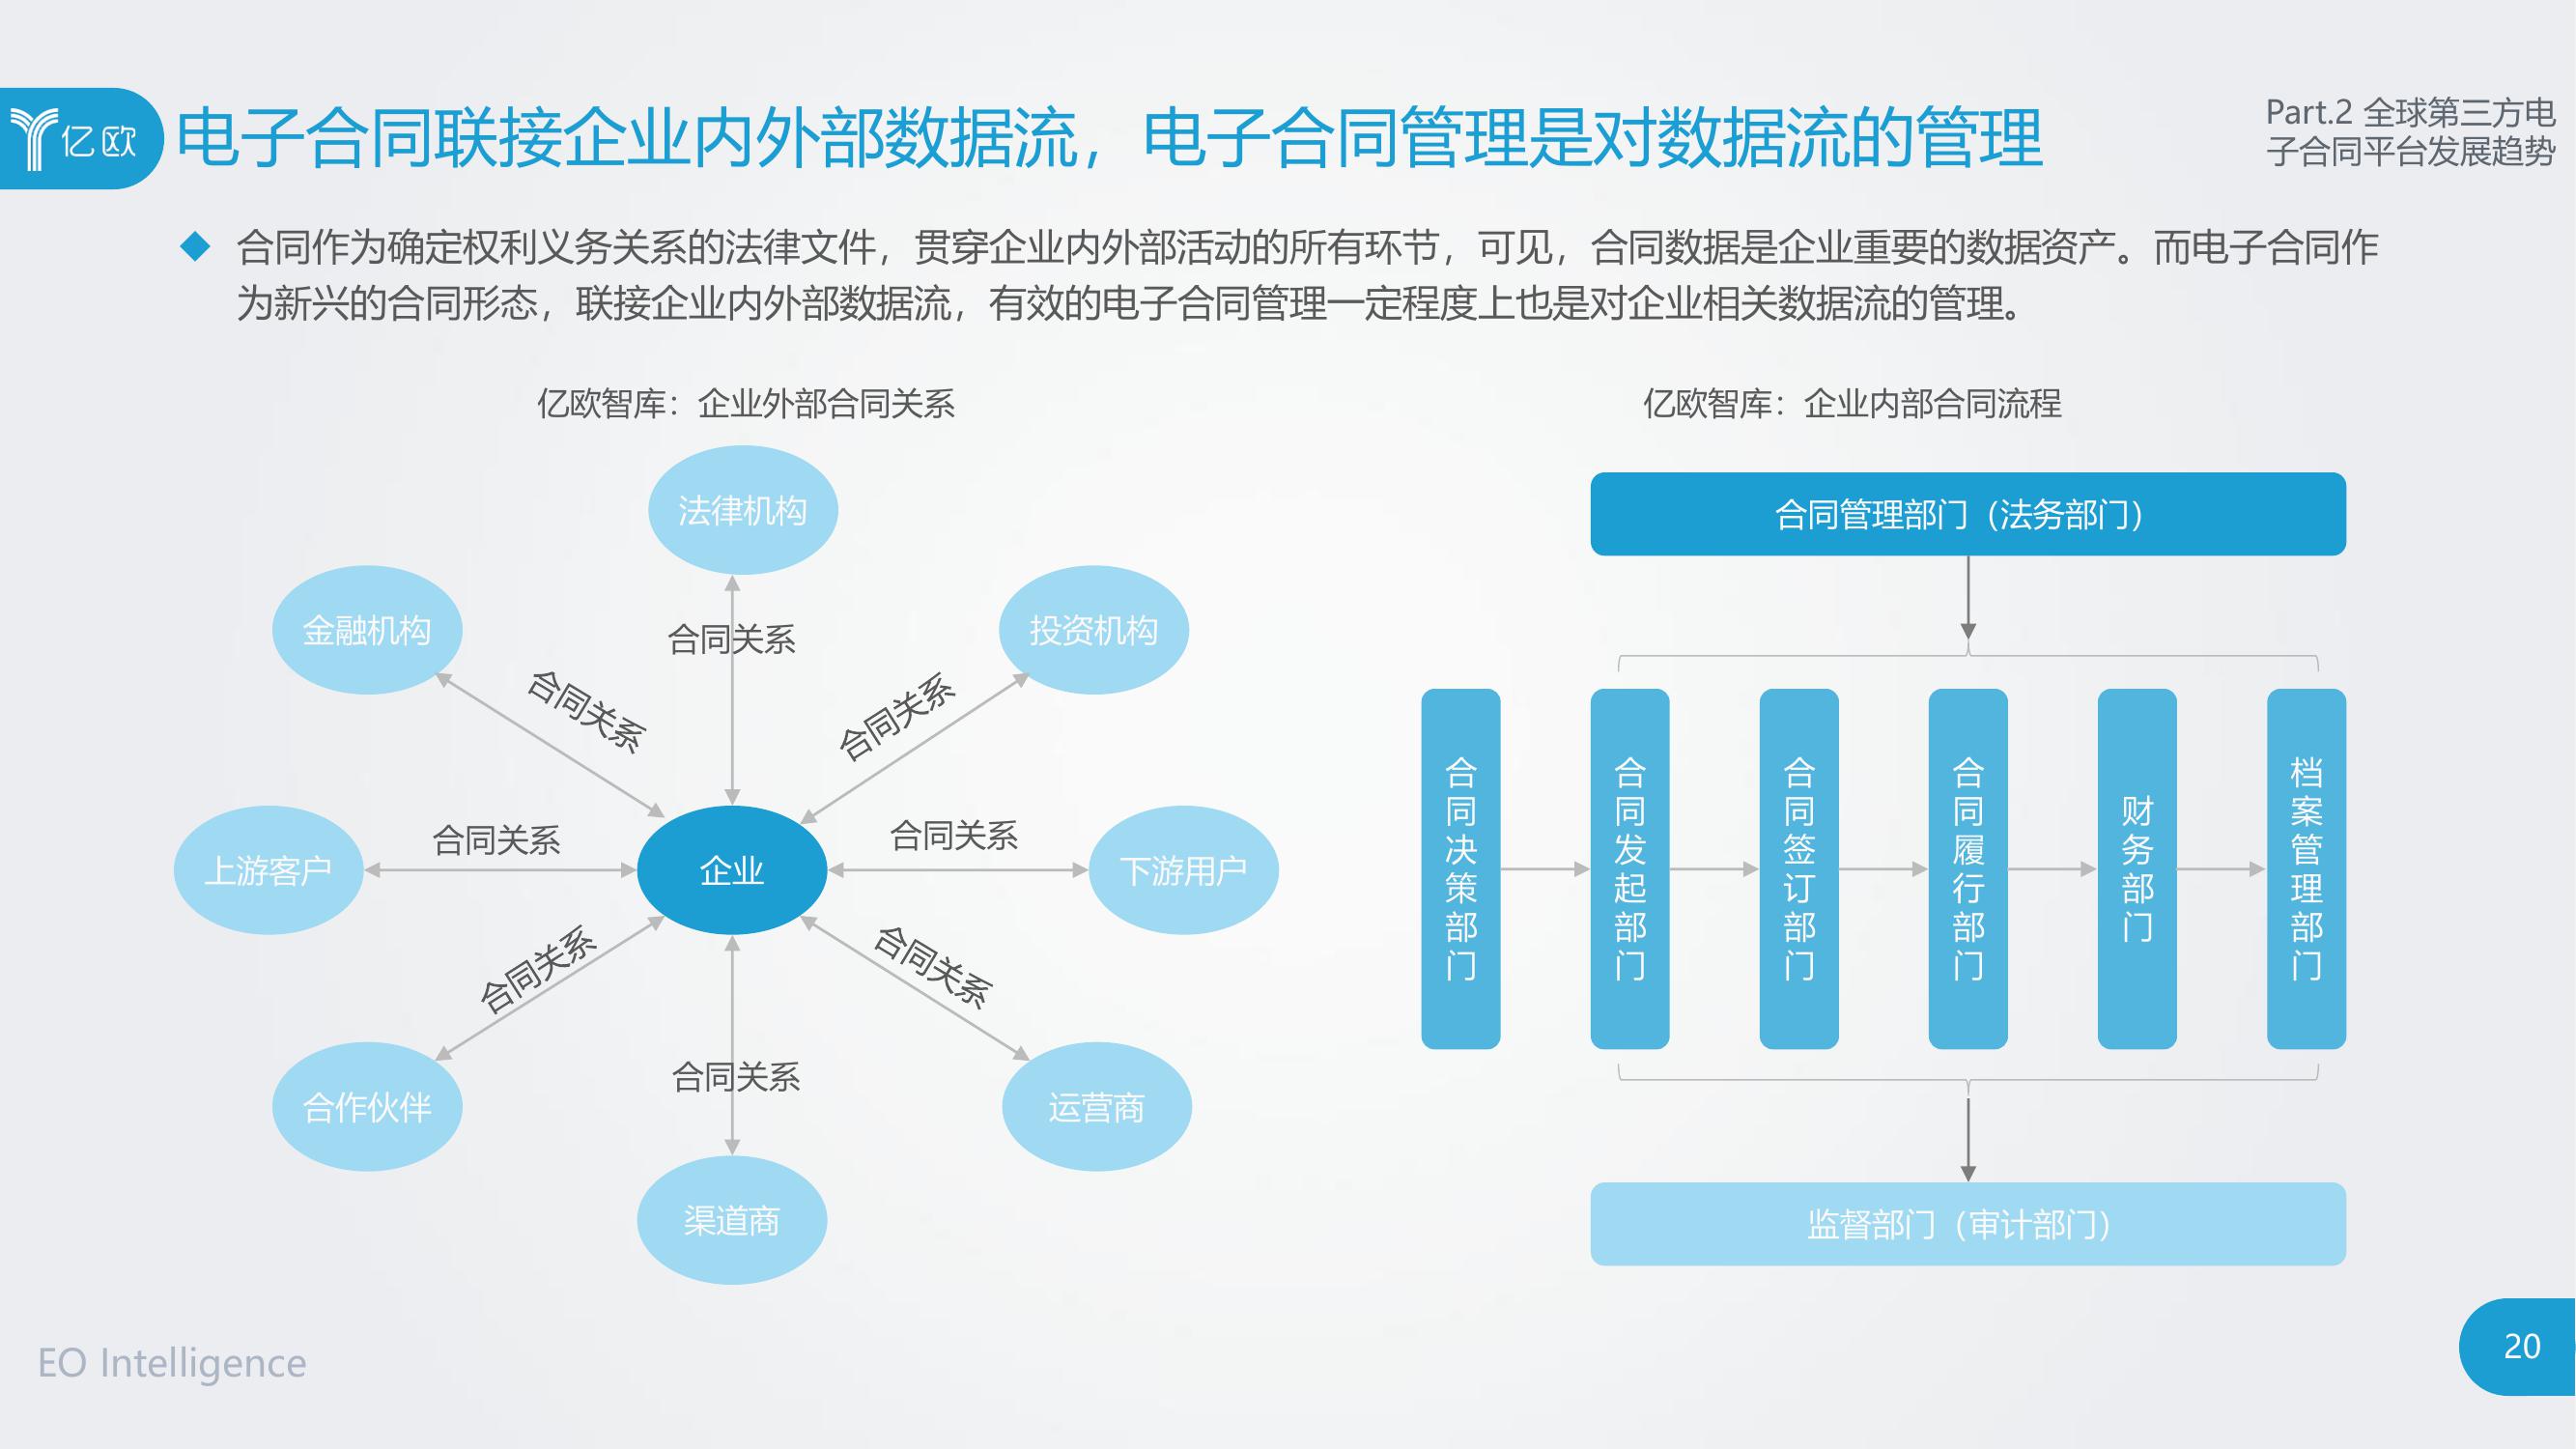 亿欧
电子合同联接企业内外部数据流，电子合同管理是对数据流的管理
Part.2 全球第三方电
子合同平台发展趋势
合同作为确定权利义务关系的法律文件，贯穿企业内外部活动的所有环节，可见，合同数据是企业重要的数据资产。而电子合同作
为新兴的合同形态，联接企业内外部数据流，有效的电子合同管理一定程度上也是对企业相关数据流的管理。
亿欧智库：企业外部合同关系
法律机构
金融机构
投资机构
合同关系
合同关系
合同关系
上游客户
合同关系
企业
合同关系
下游用户
合同关系
合同关系
合作伙伴
合同关系
运营商
渠道商
亿欧智库：企业内部合同流程
合同管理部门（法务部门）
合同决策部门
合同发起部门
合同签订部门
合同履行部门
财务部门
档案管理部门
监督部门（审计部门）
EO Intelligence
20